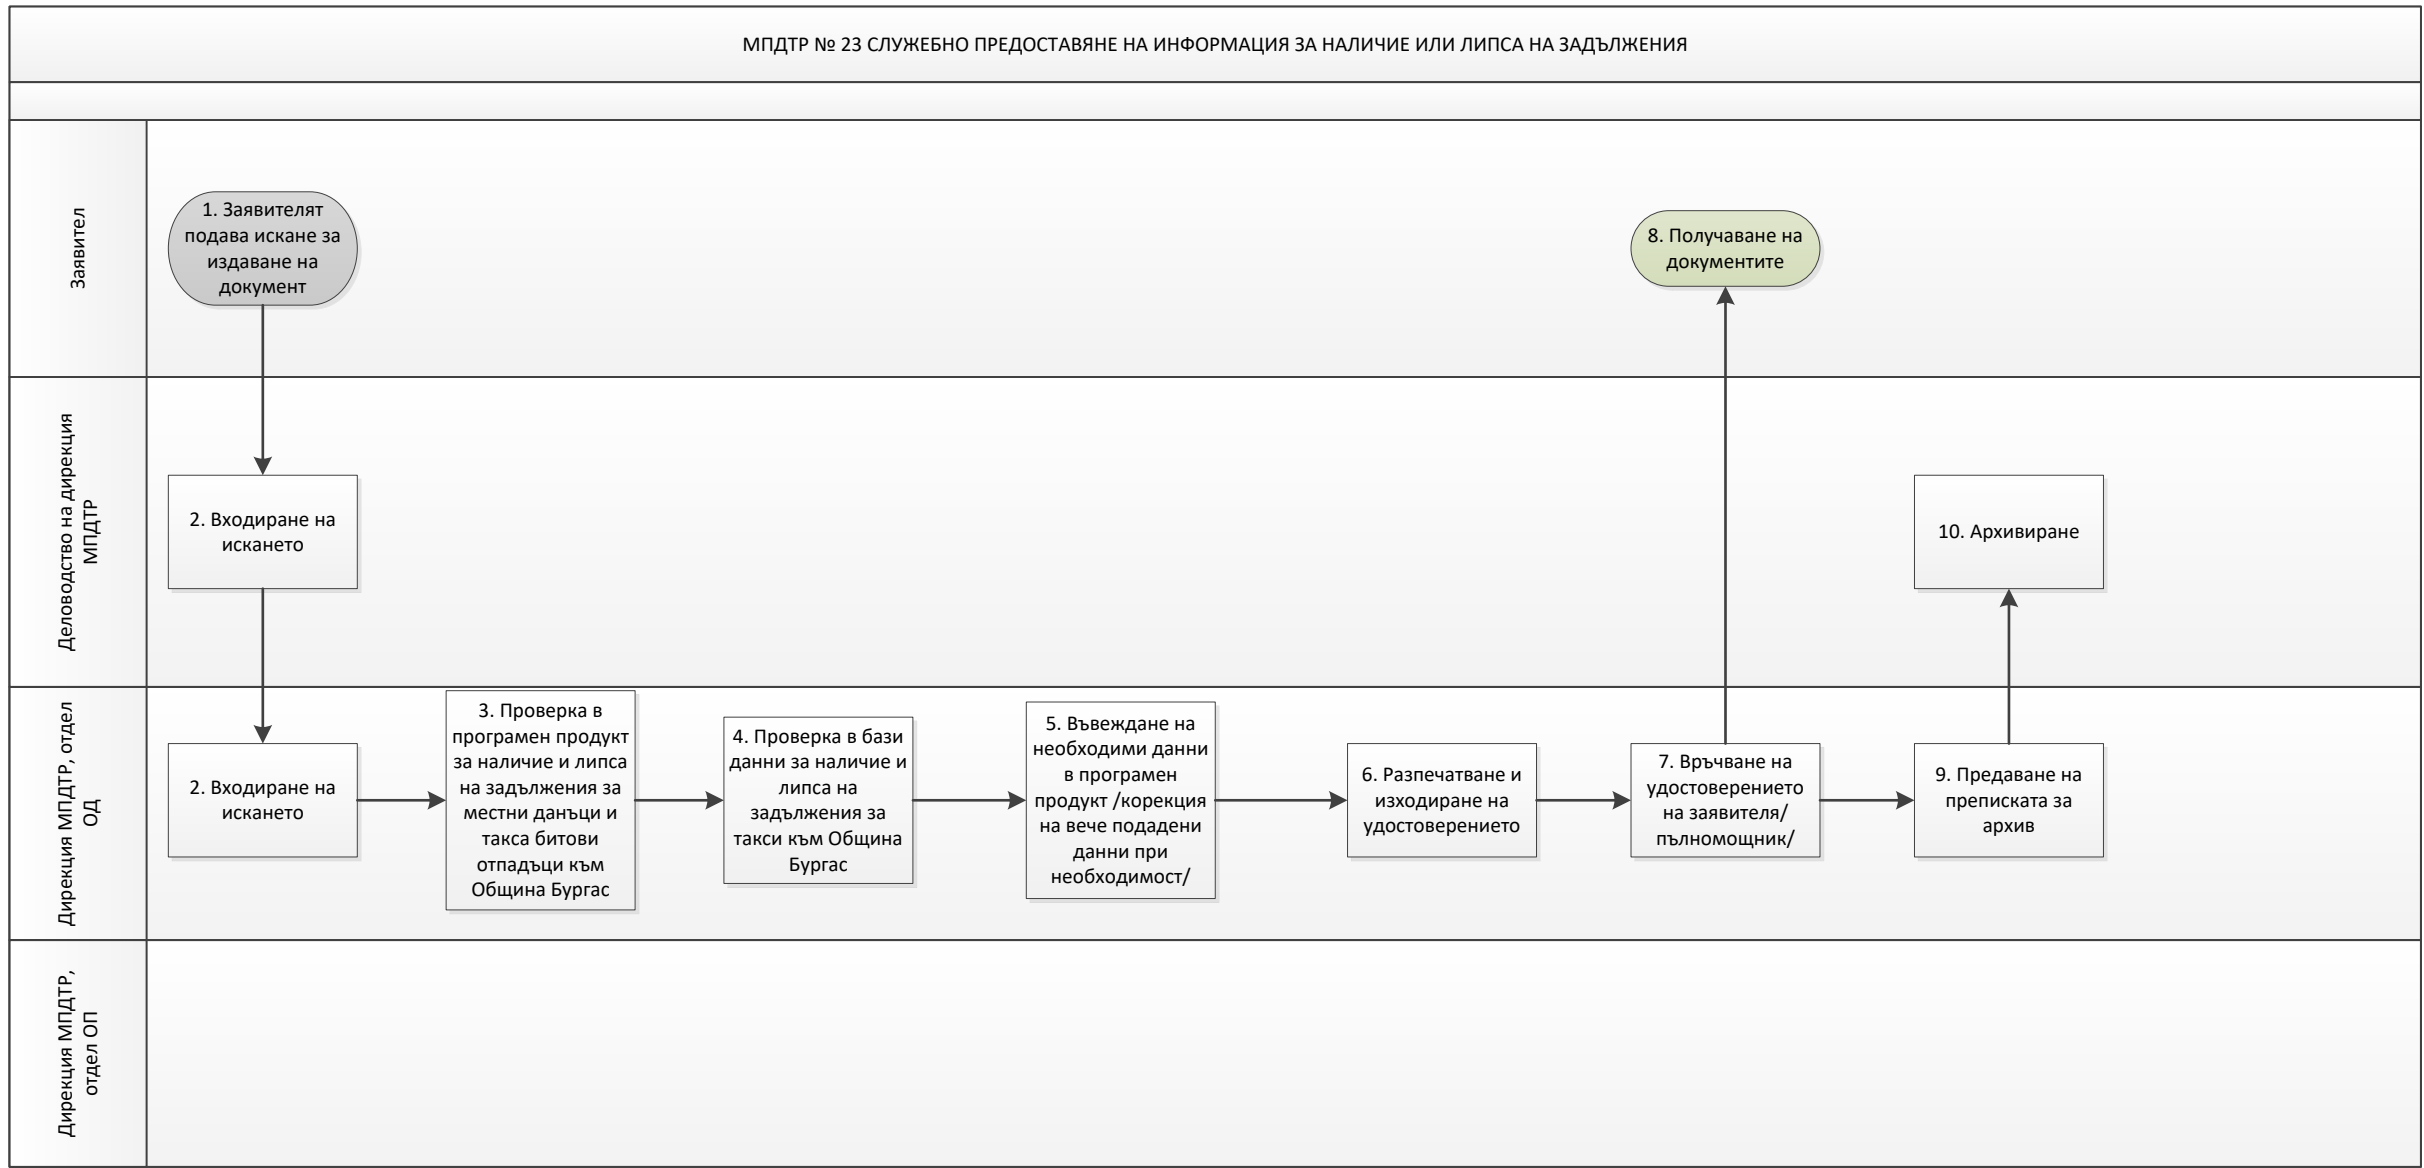 МПДТР № 23 СЛУЖЕБНО ПРЕДОСТАВЯНЕ НА ИНФОРМАЦИЯ ЗА НАЛИЧИЕ ИЛИ ЛИПСА НА ЗАДЪЛЖЕНИЯ
Заявител
1. Заявителят
подава искане за
издаване на
документ
8. Получаване на
документите
Деловодство на дирекция
МПДТР
2. Входиране на
искането
10. Архивиране
Дирекция МПДТР, отдел
ОД
2. Входиране на
искането
3. Проверка в
програмен продукт
за наличие и липса
на задължения за
местни данъци и
такса битови
отпадъци към
Община Бургас
4. Проверка в бази
данни за наличие и
липса на
задължения за
такси към Община
Бургас
5. Въвеждане на
необходими данни
в програмен
продукт /корекция
на вече подадени
данни при
необходимост/
6. Разпечатване и
изходиране на
удостоверението
7. Връчване на
удостоверението
на заявителя/
пълномощник/
9. Предаване на
преписката за
архив
Дирекция МПДТР,
отдел ОП